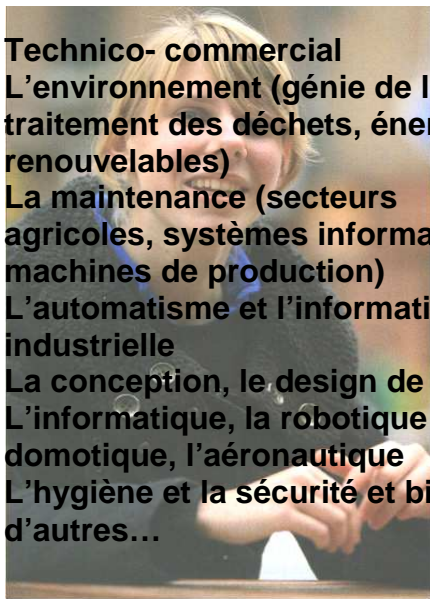 Technico- commercial
L'environnement (génie de l
traitement des déchets, éner
renouvelables)
La maintenance (secteurs
agricoles, systèmes informa
machines de production)
L'automatisme et l'informati
industrielle
La conception, le design de
L'informatique, la robotique
domotique, l'aéronautique
L'hygiène et la sécurité et bi
d'autres…